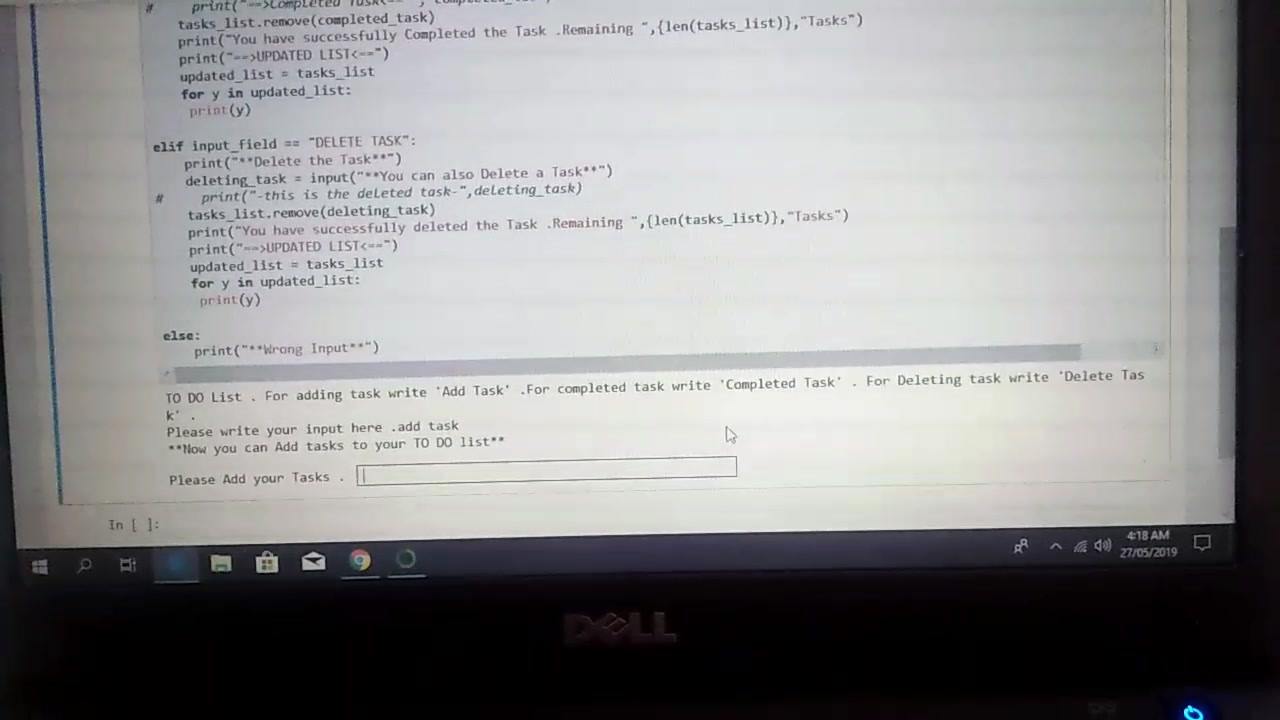 #    print("==>Completed Task<=="
tasks_list.remove(completed_task)
print("You have successfully Completed the Task .Remaining ",{len(tasks_list)},"Tasks")
print("==>UPDATED LIST<==")
updated_list = tasks_list
for y in updated_list:
print(y)
elif input_field == "DELETE TASK":
print("**Delete the Task**")
deleting_task = input("**You can also Delete a Task**")
#    print("-this is the deleted task-",deleting_task)
tasks_list.remove(deleting_task)
print("You have successfully deleted the Task .Remaining ",{len(tasks_list)},"Tasks")
print("==>UPDATED LIST<==")
updated_list = tasks_list
for y in updated_list:
print(y)
else:
print("**Wrong Input**")
TO DO List . For adding task write 'Add Task' .For completed task write 'Completed Task' . For Deleting task write 'Delete Tas
k' .
Please write your input here .add task
**Now you can Add tasks to your TO DO list**
Please Add your Tasks .
In [ ]:
4:18 AM
27/05/2019
DELL